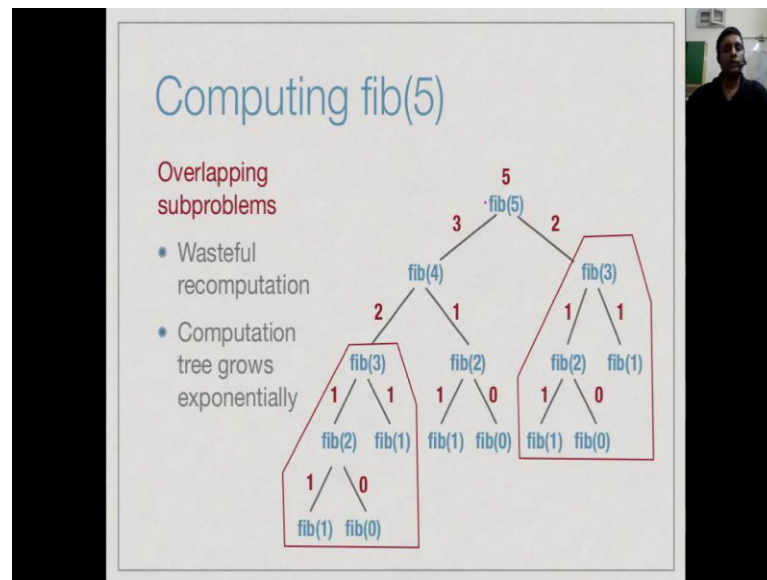 Computing fib(5)
Overlapping
subproblems
Wasteful
recomputation
Computation
tree grows
exponentially
5
fib(5)
3 2
fib(4) fib(3)
2 1 1 1
fib(3) fib(2) fib(2) fib(1)
1 1 1 0 1 0
fib(2) fib(1) fib(1) fib(0) fib(1) fib(0)
1 0
fib(1) fib(0)